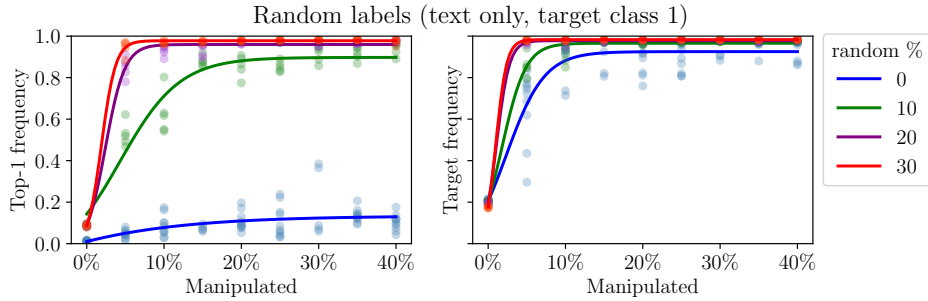 Random labels (text only, target class 1)
Top-1 frequency
1.0
0.8
0.6
0.4
0.2
0.0
0% 10% 20% 30% 40%
Manipulated
Target frequency
0% 10% 20% 30% 40%
Manipulated
random %
0
10
20
30